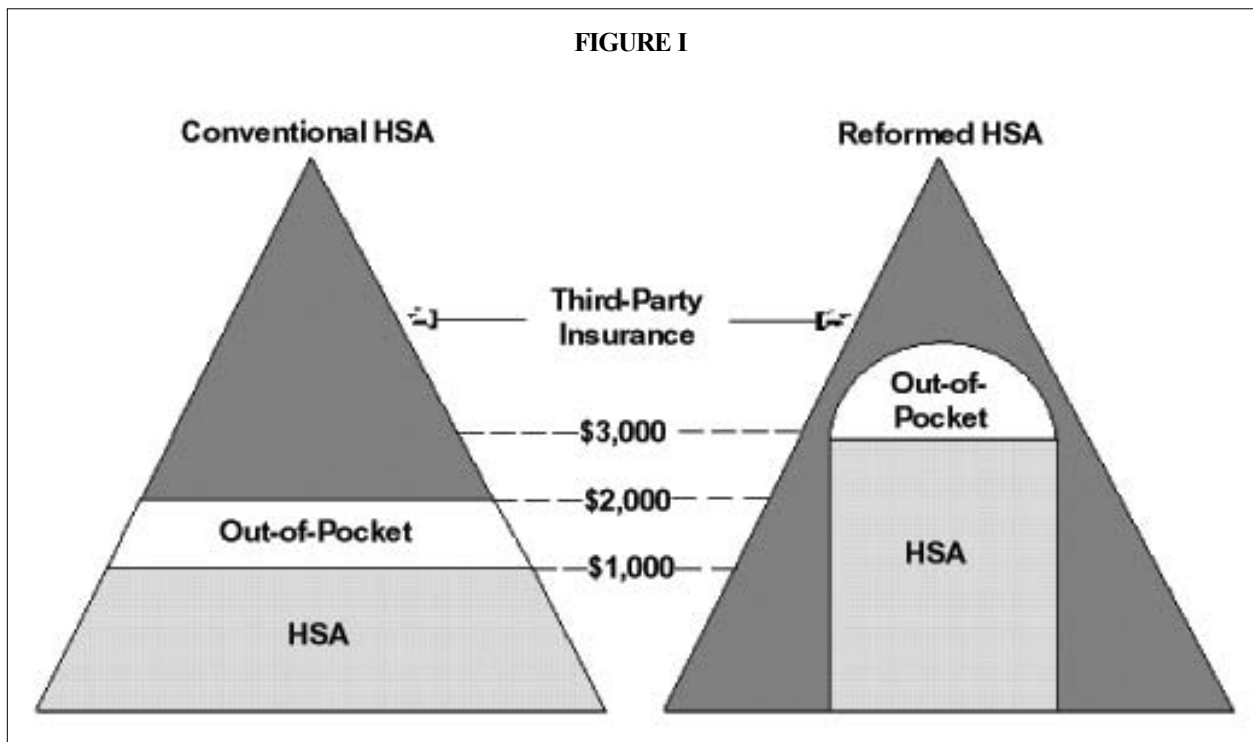 FIGURE I
Conventional HSA
Reformed HSA
Third-Party
Insurance
Out-of-
Pocket
$3,000
$2,000
Out-of-Pocket
$1,000
HSA
HSA